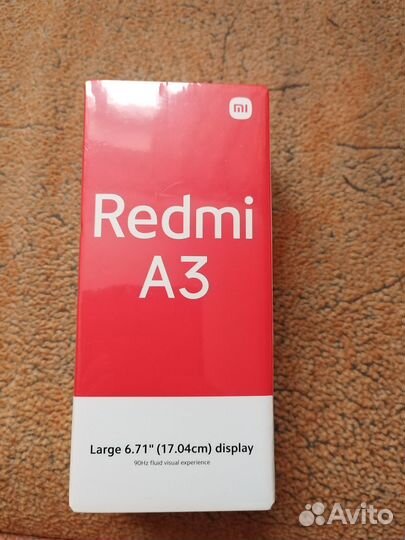 mi
Redmi
A3
Large 6.71" (17.04cm) display
90Hz fluid visual experience
Avito